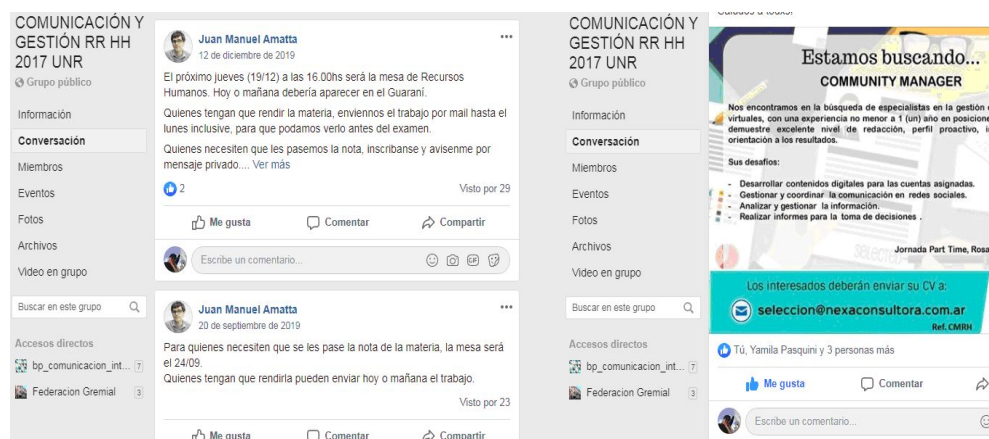 COMUNICACIÓN Y
GESTIÓN RR HH
2017 UNR
Grupo público
Información
Conversación
Miembros
Eventos
Fotos
Archivos
Video en grupo
Buscar en este grupo
Accesos directos
bp_comunicacion_int... 7
Federacion Gremial 3
Juan Manuel Amatta
12 de diciembre de 2019
El próximo jueves (19/12) a las 16.00hs será la mesa de Recursos
Humanos. Hoy o mañana debería aparecer en el Guaraní.
Quienes tengan que rendir la materia, enviennos el trabajo por mail hasta el
lunes inclusive, para que podamos verlo antes del examen.
Quienes necesiten que les pasemos la nota, inscribanse y avisenme por
mensaje privado.... Ver más
2 Visto por 29
Me gusta Comentar Compartir
Escribe un comentario... GIF
Juan Manuel Amatta
20 de septiembre de 2019
Para quienes necesiten que se les pase la nota de la materia, la mesa será
el 24/09.
Quienes tengan que rendirla pueden enviar hoy o mañana el trabajo.
Visto por 23
Me gusta Comentar Compartir
COMUNICACIÓN Y
GESTIÓN RR HH
2017 UNR
Grupo público
Información
Conversación
Miembros
Eventos
Fotos
Archivos
Video en grupo
Buscar en este grupo
Accesos directos
bp_comunicacion_int... 7
Federacion Gremial 3
Estamos buscando...
COMMUNITY MANAGER
Nos encontramos en la búsqueda de especialistas en la gestión
virtuales, con una experiencia no menor a 1 (un) año en posicione
demuestre excelente nivel de redacción, perfil proactivo,
orientación a los resultados.
Sus desafíos:
- Desarrollar contenidos digitales para las cuentas asignadas.
- Gestionar y coordinar la comunicación en redes sociales.
- Analizar y gestionar la información.
- Realizar informes para la toma de decisiones .
Jornada Part Time, Rosa
Los interesados deberán enviar su CV a:
seleccion@nexaconsultora.com.ar
Ref. CMRH
Tú, Yamila Pasquini y 3 personas más
Me gusta Comentar
Escribe un comentario...